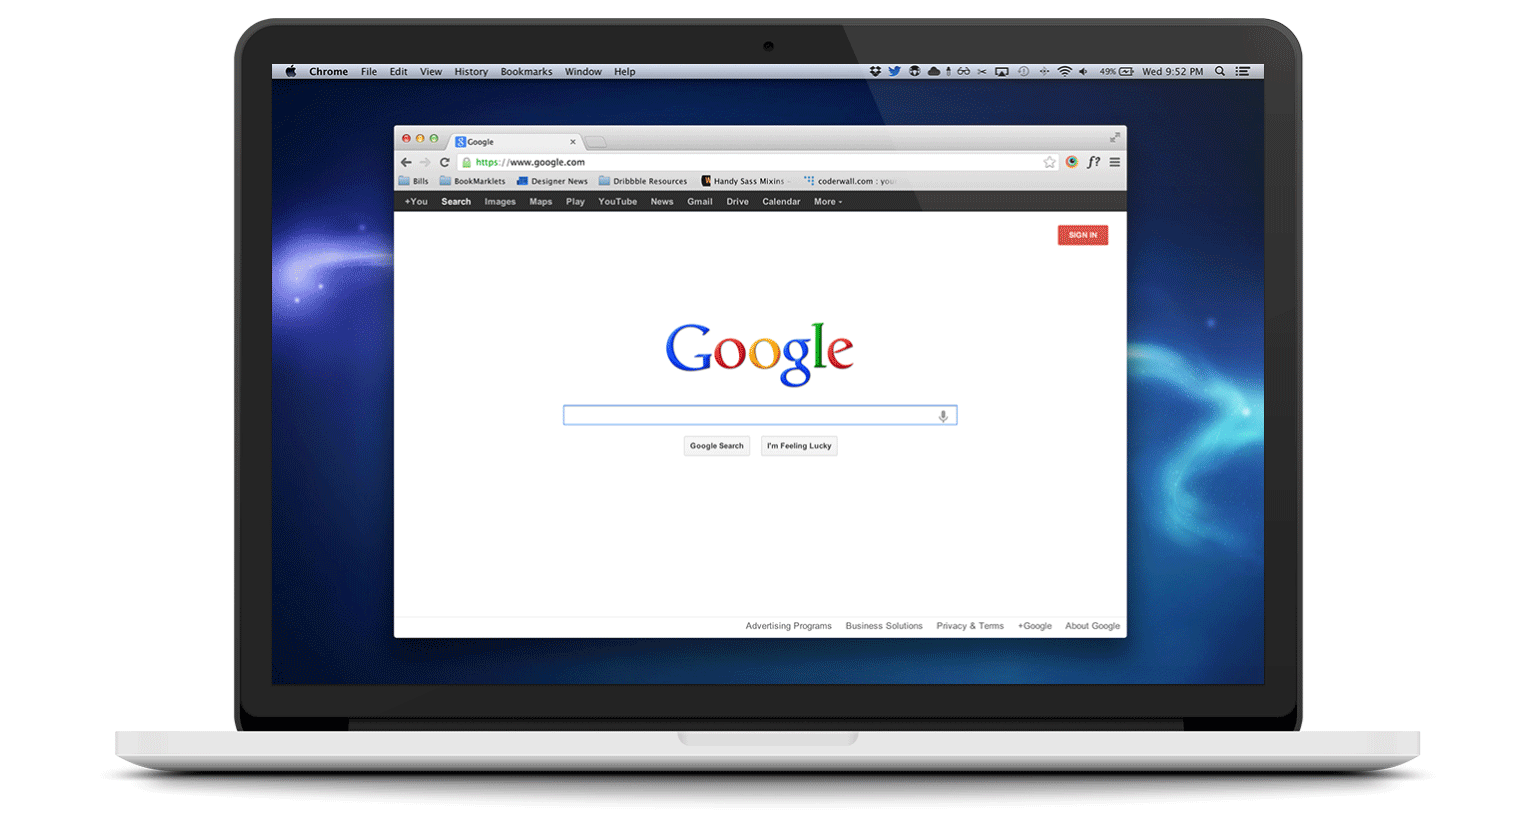 Chrome File Edit View History Bookmarks Window Help 49% Wed 9:52 PM
Google
https://www.google.com f?
Bills BookMarklets Designer News Dribbble Resources Handy Sass Mixins - coderwall.com : you
+You Search Images Maps Play YouTube News Gmail Drive Calendar More
SIGN IN
Google
Google Search I'm Feeling Lucky
Advertising Programs Business Solutions Privacy & Terms +Google About Google